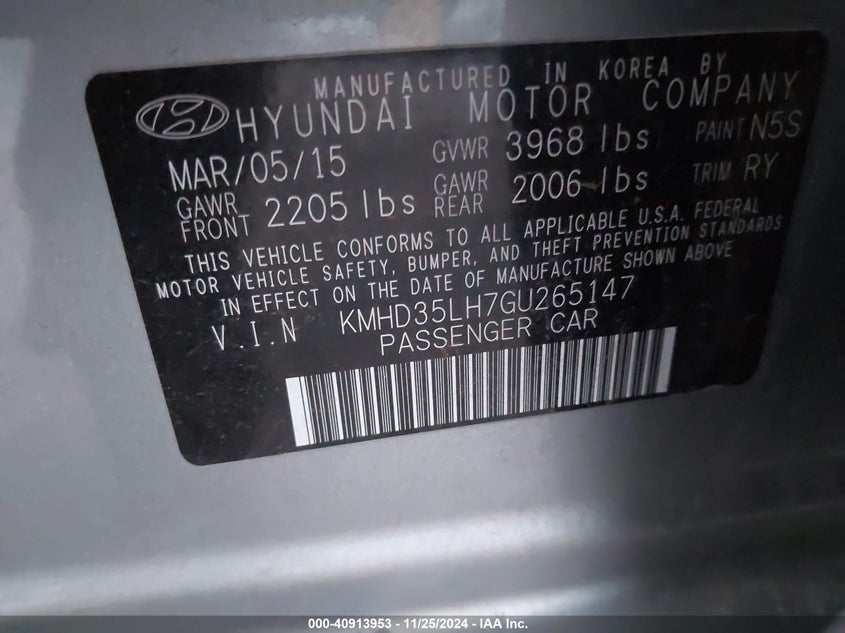 MANUFACTURED IN KOREA BY
HYUNDAI MOTOR COMPANY
MAR/05/15 GVWR 3968 lbs PAINT N5S
GAWR FRONT 2205 lbs GAWR REAR 2006 lbs TRIM RY
THIS VEHICLE CONFORMS TO ALL APPLICABLE U.S.A. FEDERAL
MOTOR VEHICLE SAFETY, BUMPER, AND THEFT PREVENTION STANDARDS
IN EFFECT ON THE DATE OF MANUFACTURE SHOWN ABOVE
V.I.N KMHD35LH7GU265147
PASSENGER CAR
000-40913953 - 11/25/2024 - IAA, Inc.